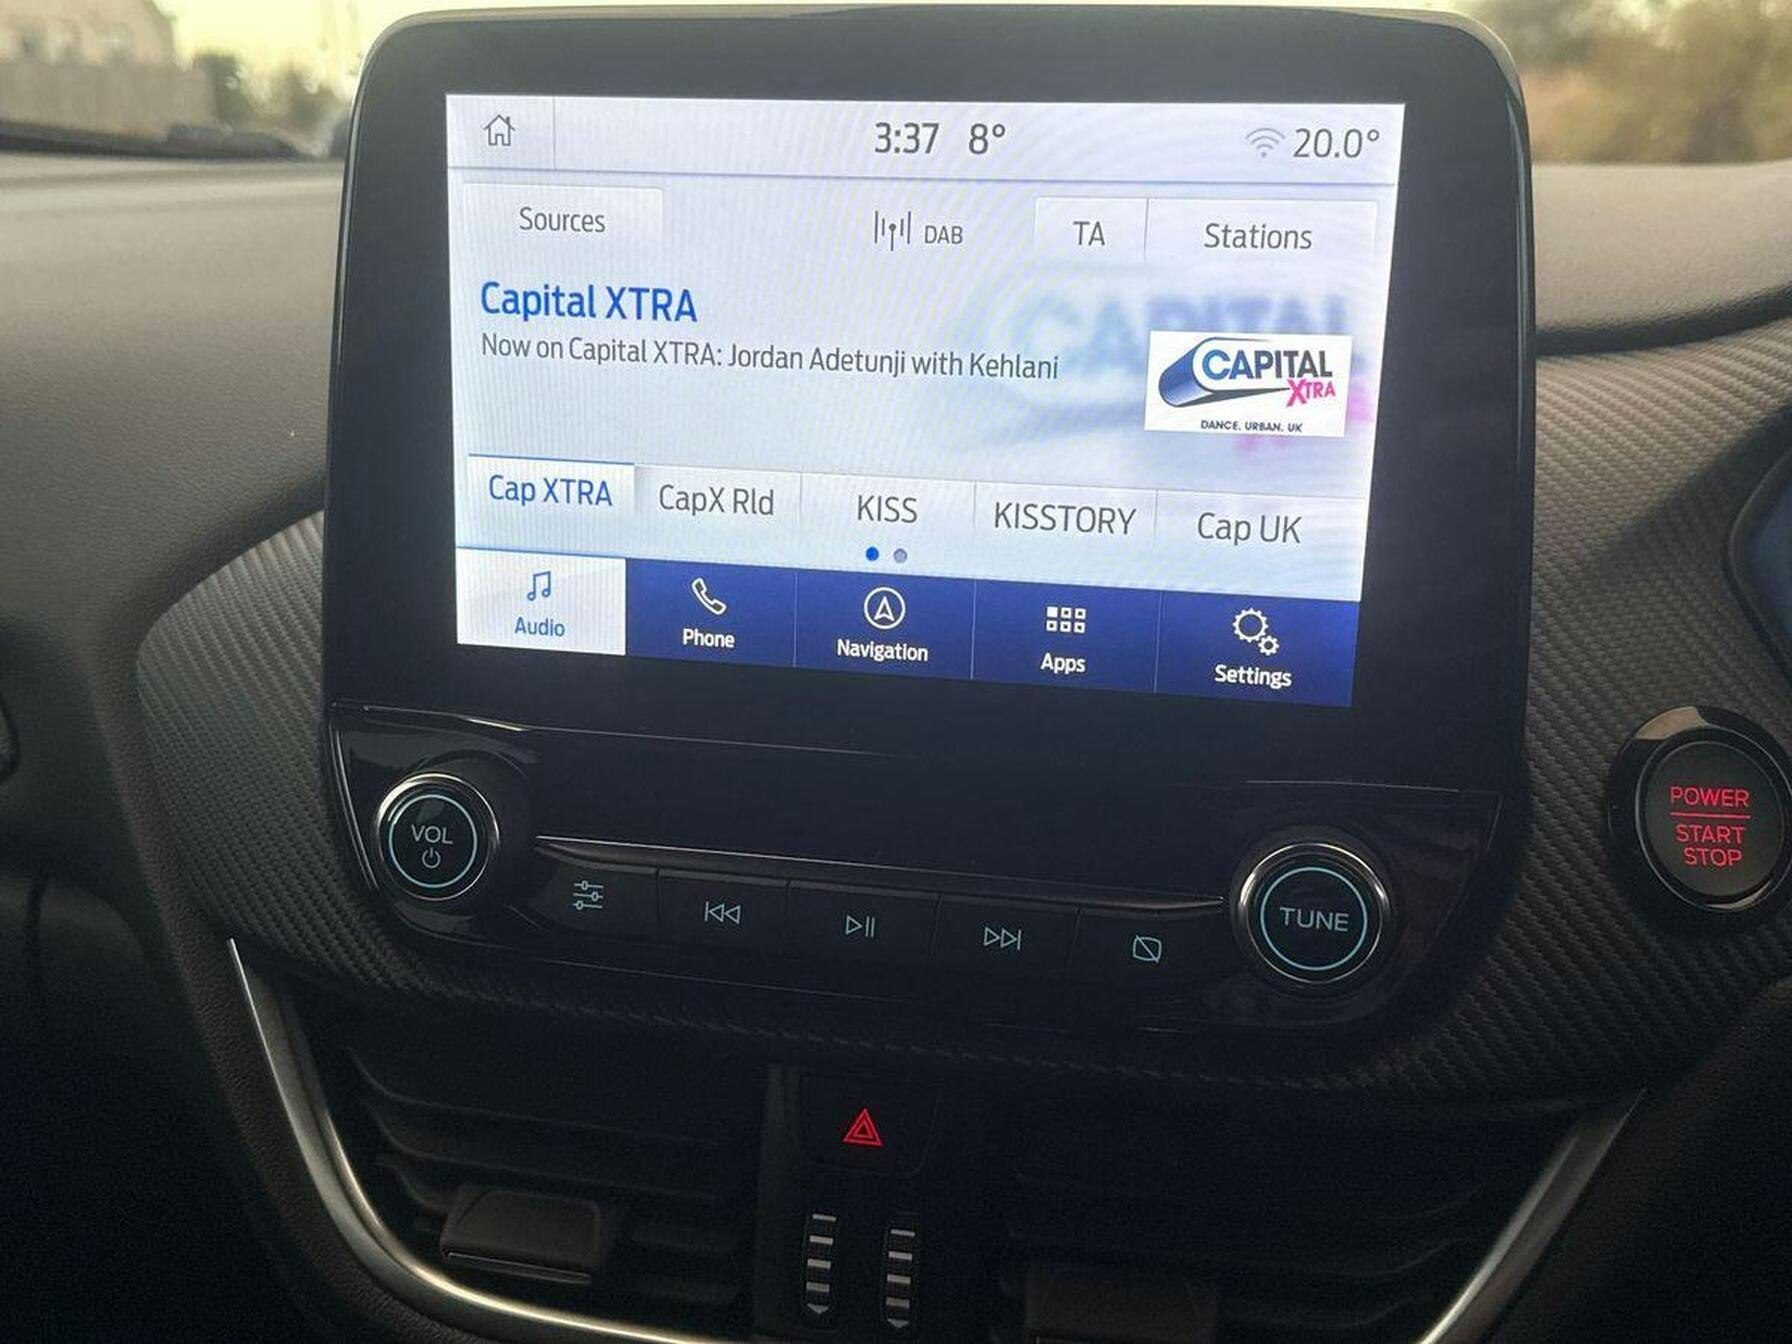 3:37 8° 20.0°
Sources DAB TA Stations
Capital XTRA
Now on Capital XTRA: Jordan Adetunji with Kehlani
CAPITAL
CAPITAL
XTRA
DANCE. URBAN. UK
Cap XTRA CapX Rld KISS KISSTORY Cap UK
Audio Phone Navigation Apps Settings
VOL
TUNE
POWER
START
STOP